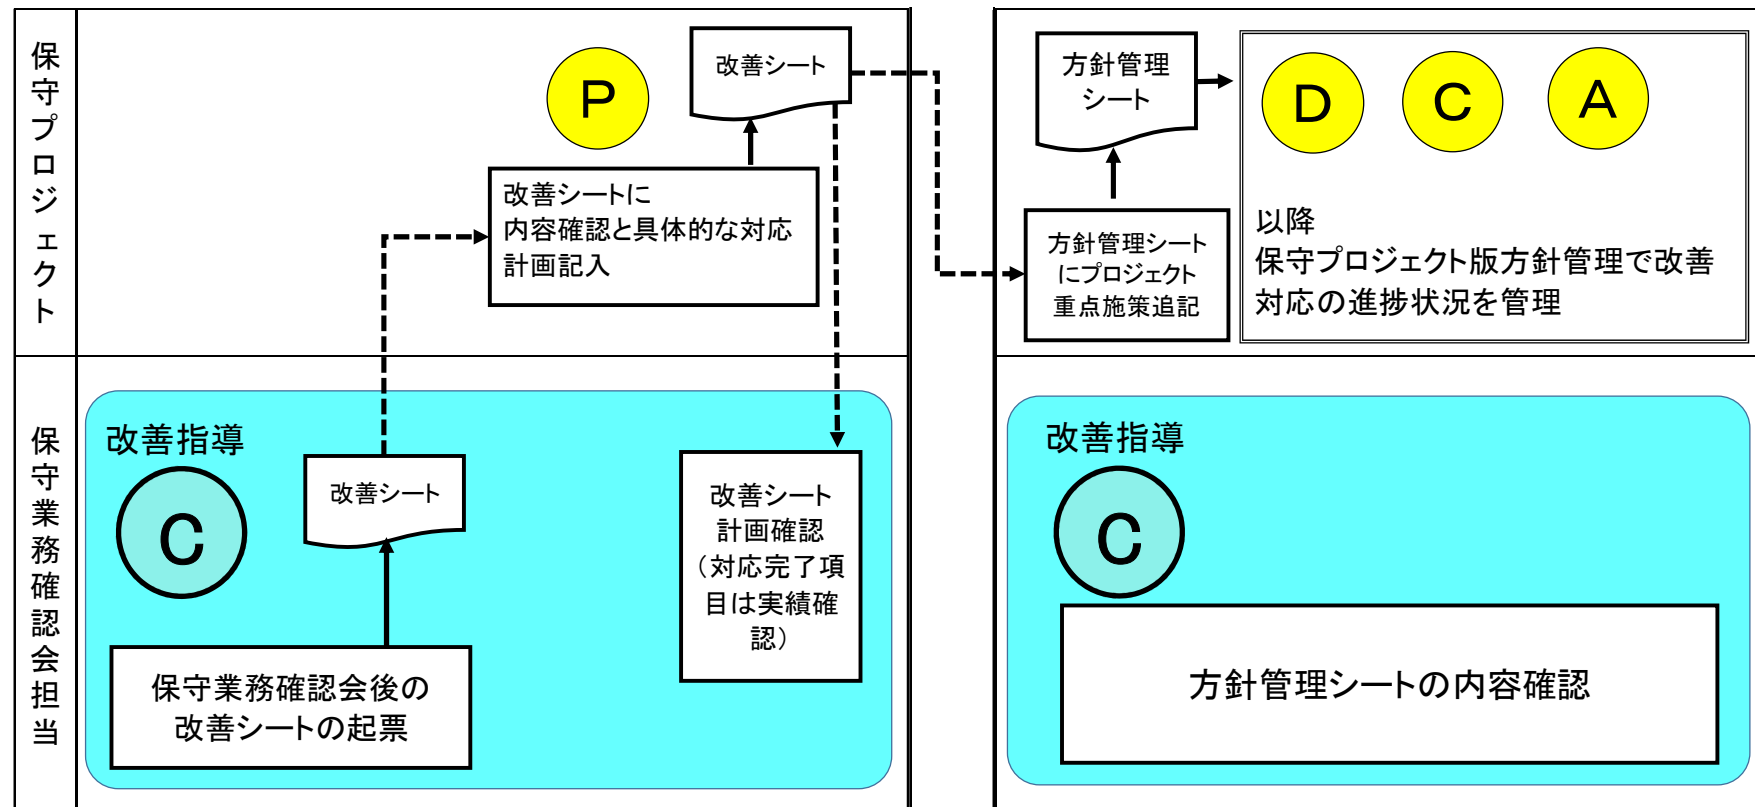 保守プロジェクト
P
改善シート
改善シートに
内容確認と具体的な対応
計画記入
方針管理
シート
方針管理シート
にプロジェクト
重点施策追記
D
C
A
以降
保守プロジェクト版方針管理で改善
対応の進捗状況を管理
保守業務確認会担当
改善指導
C
改善シート
保守業務確認会後の
改善シートの起票
改善シート
計画確認
（対応完了項
目は実績確
認）
改善指導
C
方針管理シートの内容確認